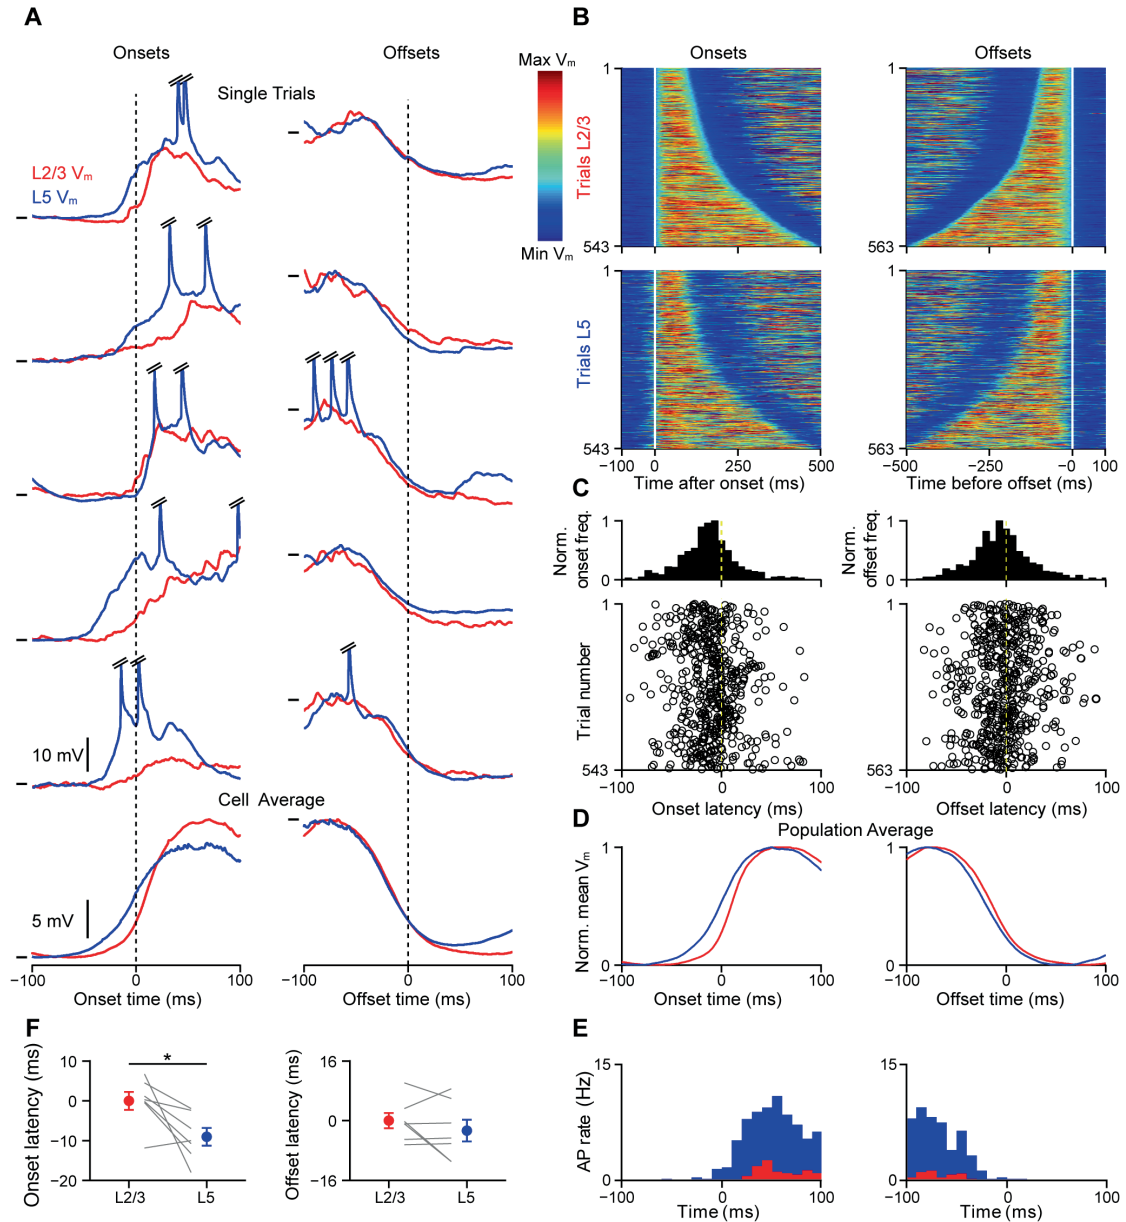 A
Onsets
Offsets
Single Trials
L2/3 Vm
L5 Vm
10 mV
Cell Average
5 mV
−100 0 100
Onset time (ms)
−100 0 100
Offset time (ms)
Max Vm
Min Vm
B
Onsets
Offsets
1
Trials L2/3
543
1
563
1
Trials L5
543
−100 0 250 500
Time after onset (ms)
1
563
−500 −250 −0 100
Time before offset (ms)
C
Norm.
onset freq.
1
0
Norm.
offset freq.
1
0
Trial number
1
543
−100 0 100
Onset latency (ms)
1
563
−100 0 100
Offset latency (ms)
D
Population Average
Norm. mean Vm
1
0
−100 0 100
Onset time (ms)
1
0
−100 0 100
Offset time (ms)
F
Onset latency (ms)
10
0
−10
−20
*
L2/3 L5
Offset latency (ms)
16
0
−16
L2/3 L5
E
AP rate (Hz)
15
0
−100 0 100
Time (ms)
15
0
−100 0 100
Time (ms)